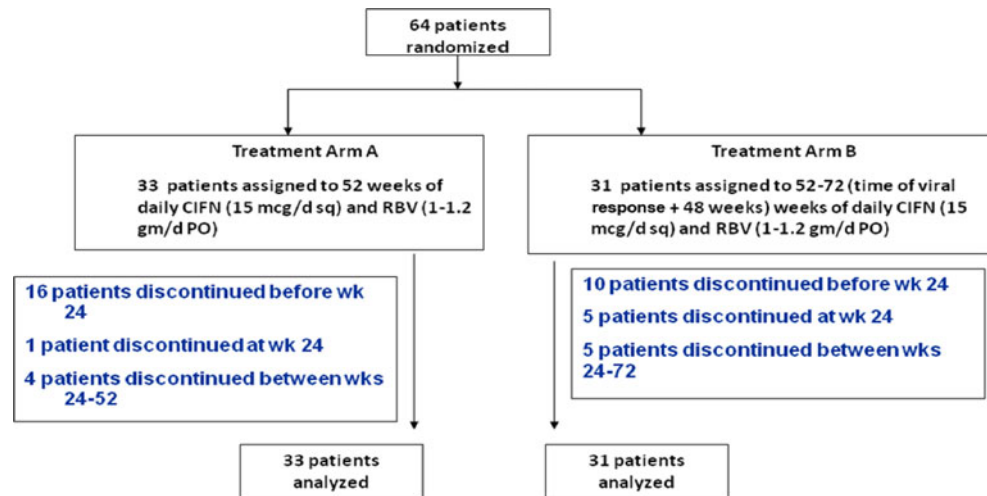 64 patients
randomized
Treatment Arm A
33 patients assigned to 52 weeks of
daily CIFN (15 mcg/d sq) and RBV (1-1.2
gm/d PO)
Treatment Arm B
31 patients assigned to 52-72 (time of viral
response + 48 weeks) weeks of daily CIFN (15
mcg/d sq) and RBV (1-1.2 gm/d PO)
16 patients discontinued before wk
24
1 patient discontinued at wk 24
4 patients discontinued between wks
24-52
10 patients discontinued before wk 24
5 patients discontinued at wk 24
5 patients discontinued between wks
24-72
33 patients
analyzed
31 patients
analyzed